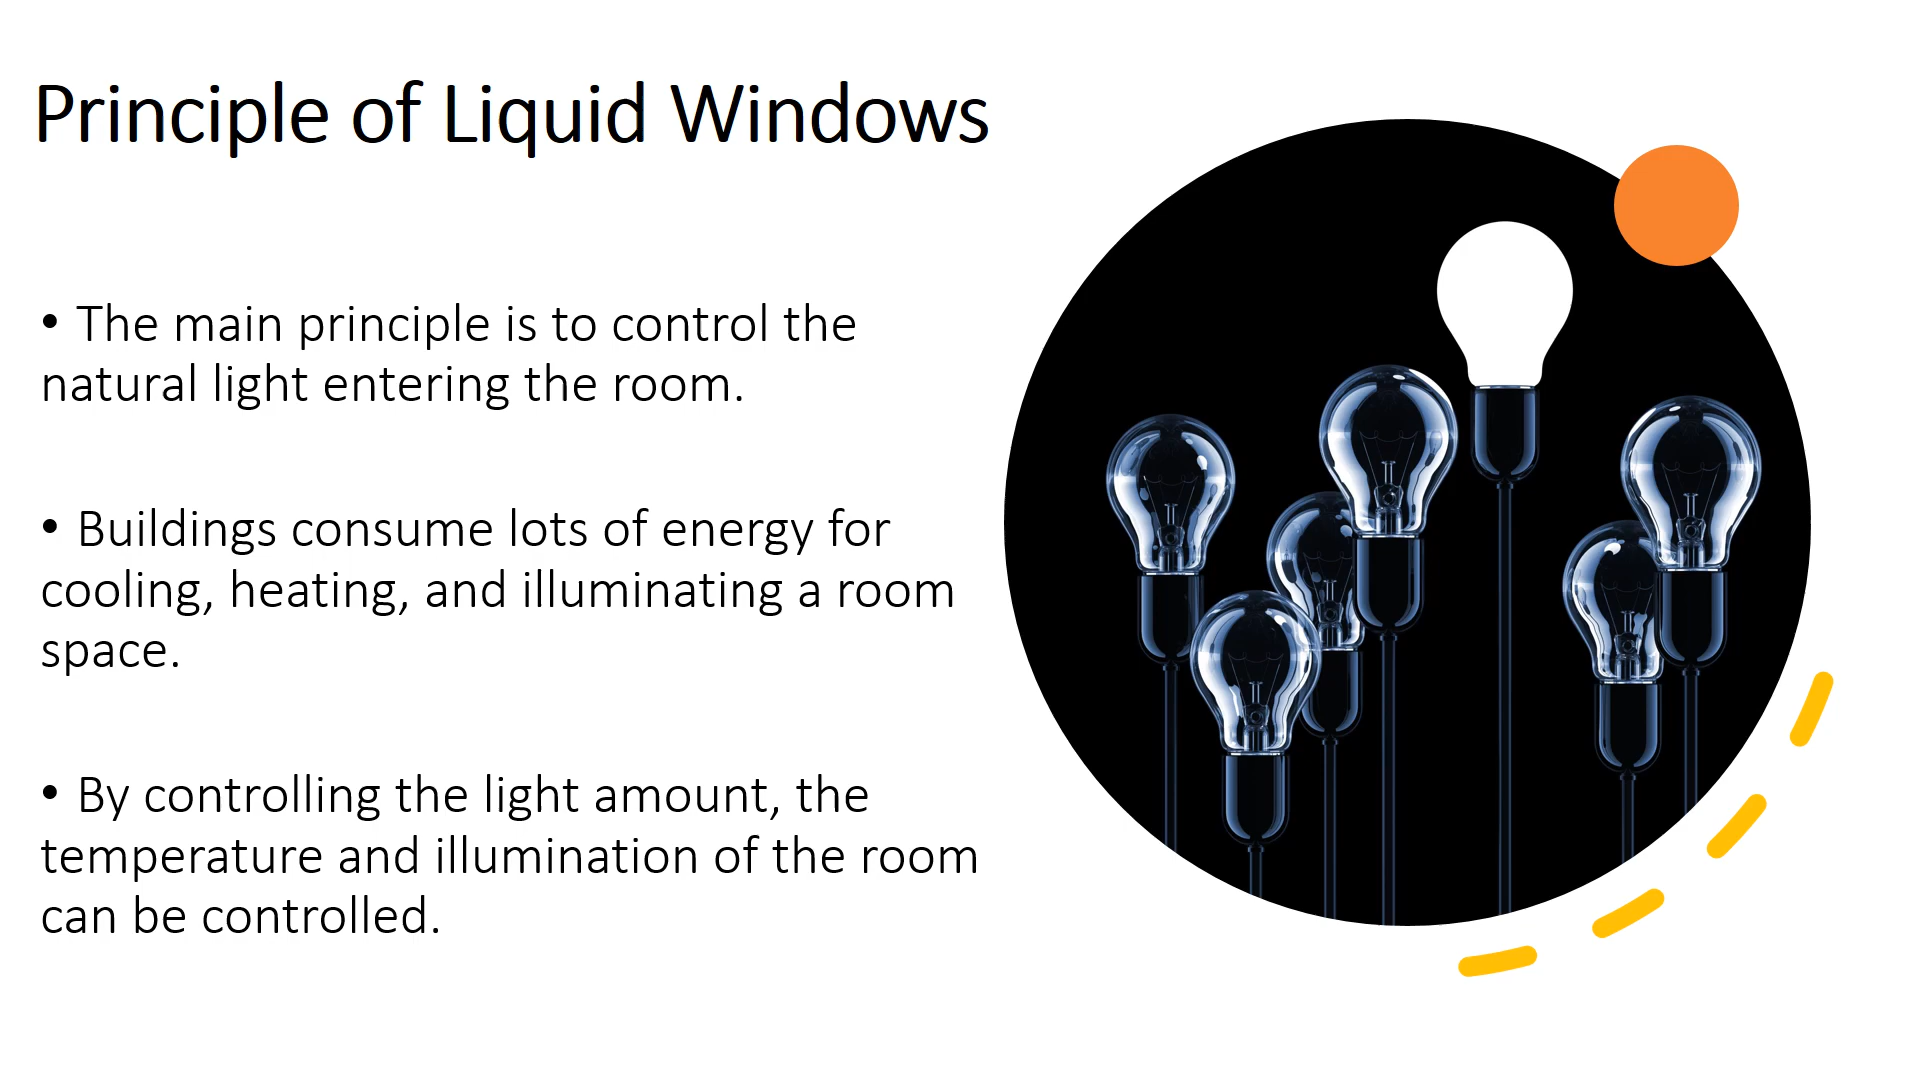 Principle of Liquid Windows
• The main principle is to control the
natural light entering the room.
• Buildings consume lots of energy for
cooling, heating, and illuminating a room
space.
• By controlling the light amount, the
temperature and illumination of the room
can be controlled.